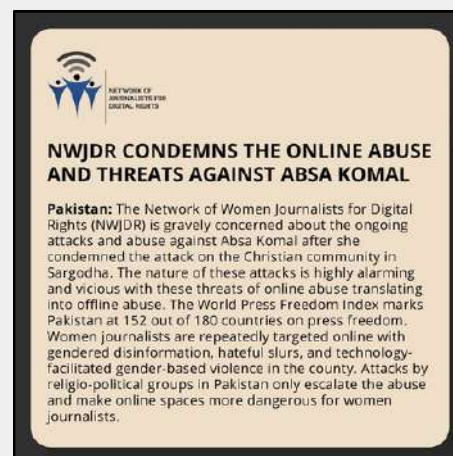 NETWORK OF
JOURNALISTS FOR
DIGITAL RIGHTS
NWJDR CONDEMNS THE ONLINE ABUSE
AND THREATS AGAINST ABSA KOMAL
Pakistan: The Network of Women Journalists for Digital
Rights (NWJDR) is gravely concerned about the ongoing
attacks and abuse against Absa Komal after she
condemned the attack on the Christian community in
Sargodha. The nature of these attacks is highly alarming
and vicious with these threats of online abuse translating
into offline abuse. The World Press Freedom Index marks
Pakistan at 152 out of 180 countries on press freedom.
Women journalists are repeatedly targeted online with
gendered disinformation, hateful slurs, and technology-
facilitated gender-based violence in the county. Attacks by
religio-political groups in Pakistan only escalate the abuse
and make online spaces more dangerous for women
journalists.